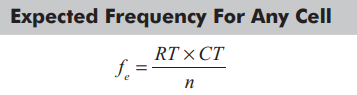 Expected Frequency For Any Cell
fₑ = RT × CT / n